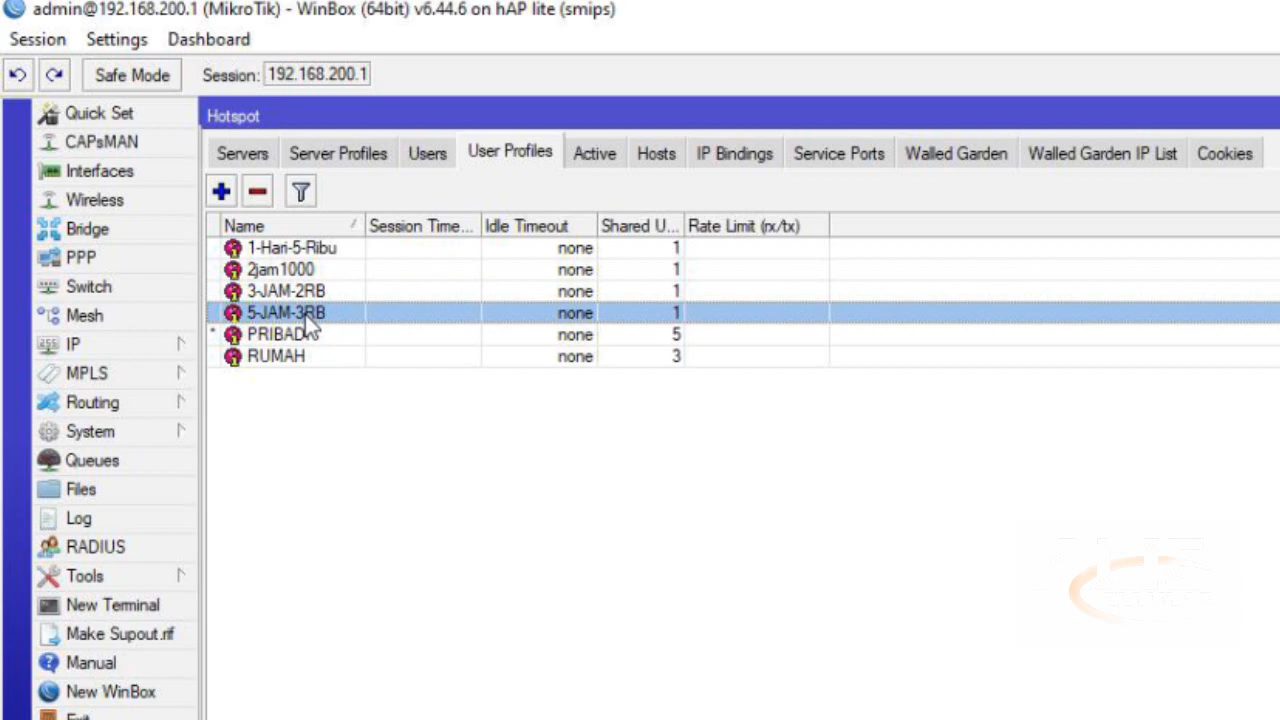 admin@192.168.200.1 (MikroTik) - WinBox (64bit) v6.44.6 on hAP lite (smips)
Session Settings Dashboard
Safe Mode Session: 192.168.200.1
Quick Set
CAPsMAN
Interfaces
Wireless
Bridge
PPP
Switch
Mesh
IP
MPLS
Routing
System
Queues
Files
Log
RADIUS
Tools
New Terminal
Make Supout.rif
Manual
New WinBox
Exit
Hotspot
Servers Server Profiles Users User Profiles Active Hosts IP Bindings Service Ports Walled Garden Walled Garden IP List Cookies
Name Session Time... Idle Timeout Shared U... Rate Limit (rx/tx)
1-Hari-5-Ribu none 1
2jam1000 none 1
3-JAM-2RB none 1
5-JAM-3RB none 1
* none 5
RUMAH none 3